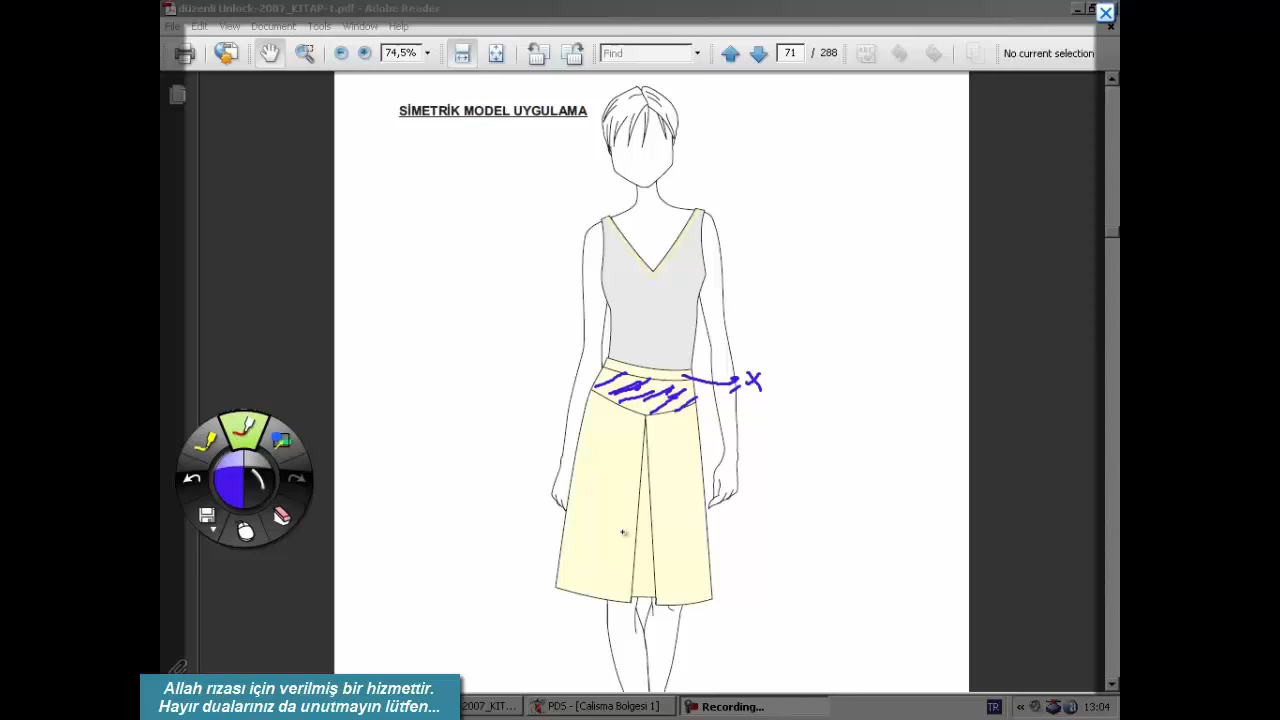 düzenli Unlock-2007_KITAP-1.pdf - Adobe Reader
File Edit View Document Tools Window Help
74,5% Find 71 / 288 No current selection
SİMETRİK MODEL UYGULAMA
x
Allah rızası için verilmiş bir hizmettir.
Hayır dualarınız da unutmayın lütfen...
2007_KIT... PDS - [Calisma Bolgesi 1] Recording... TR « 13:04